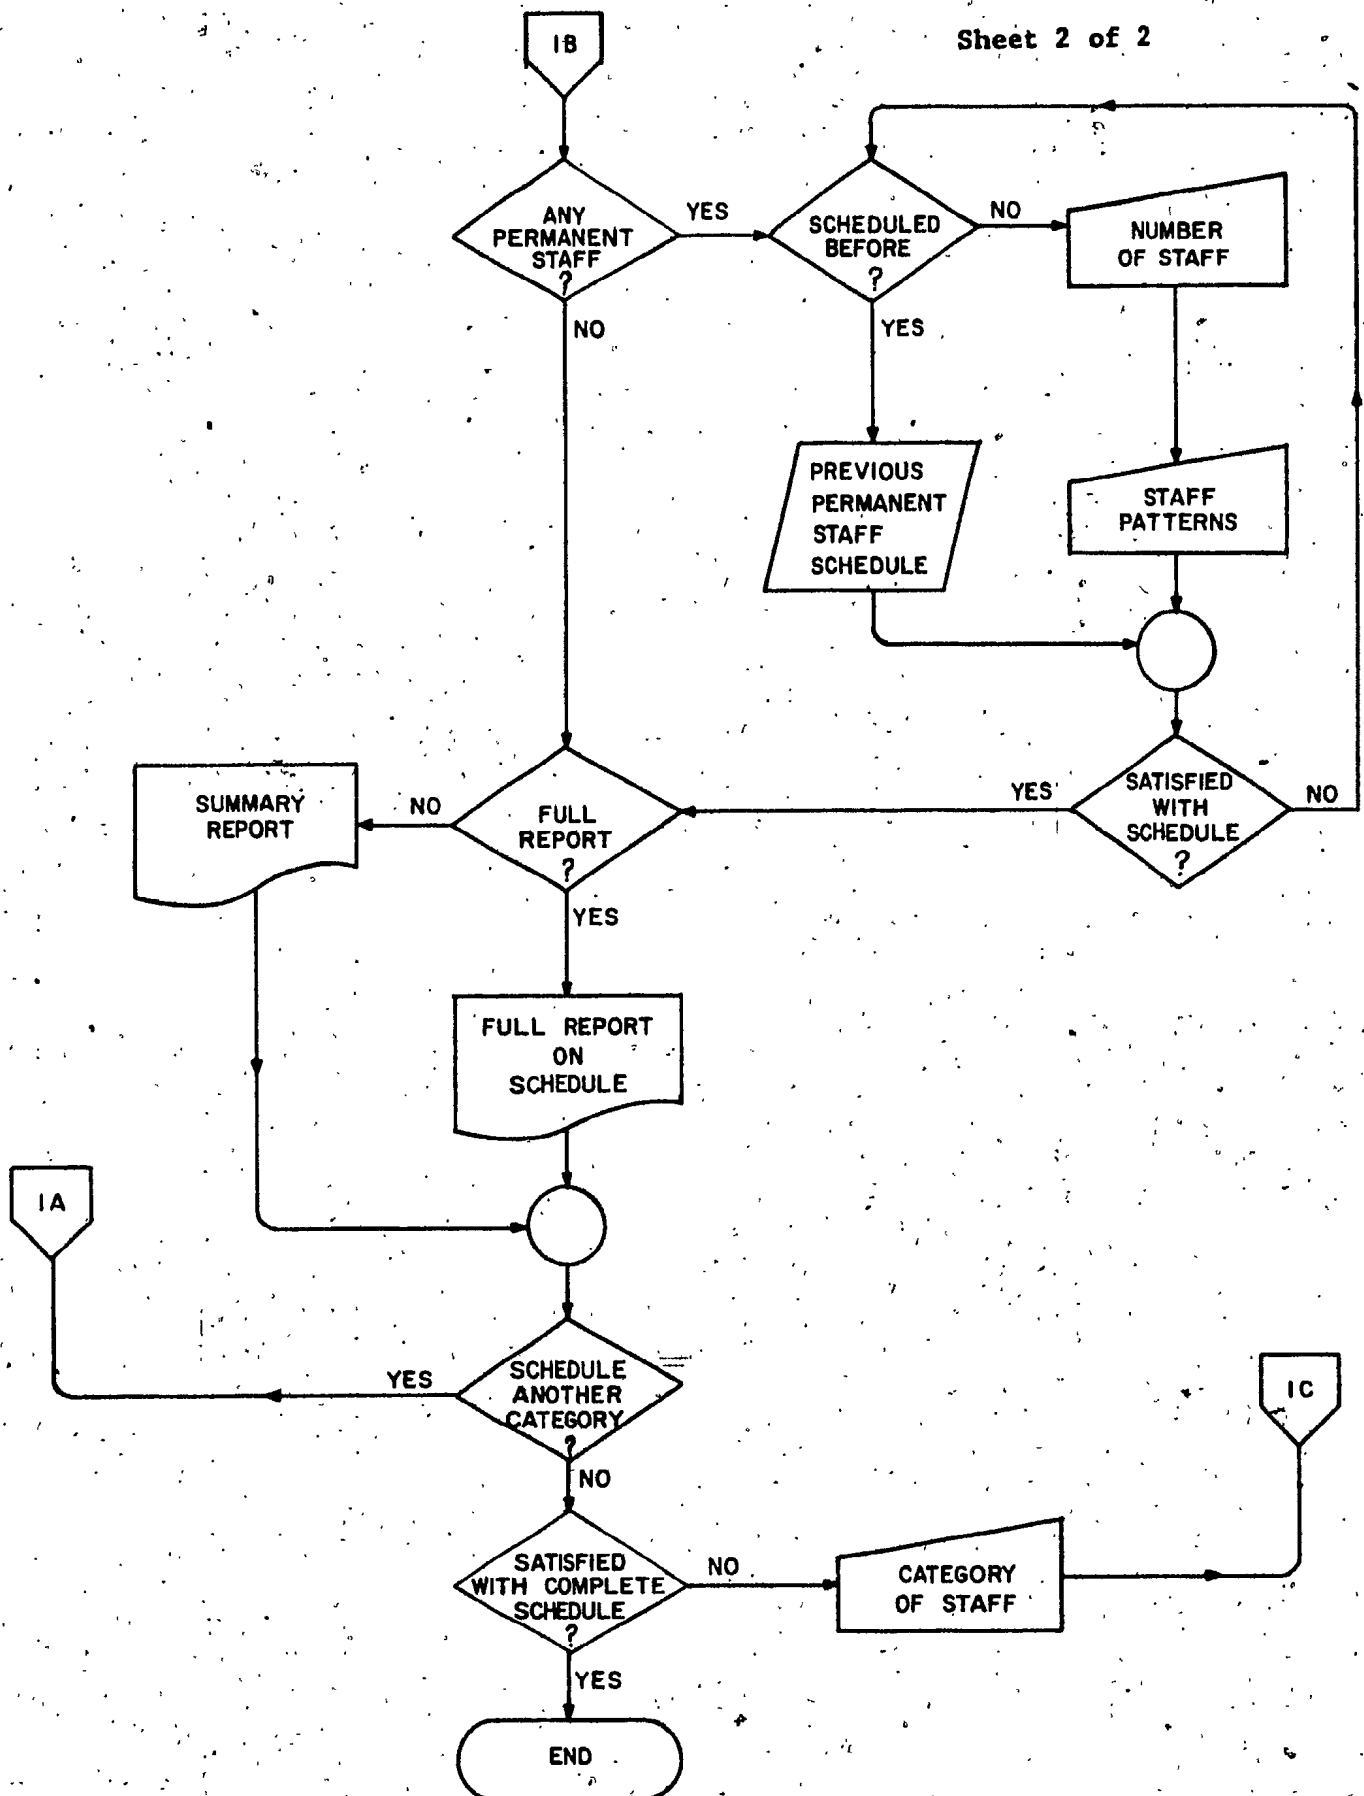 Sheet 2 of 2
1B
ANY
PERMANENT
STAFF
?
YES
NO
SCHEDULED
BEFORE
?
NO
YES
NUMBER
OF STAFF
PREVIOUS
PERMANENT
STAFF
SCHEDULE
STAFF
PATTERNS
SATISFIED
WITH
SCHEDULE
?
YES
NO
FULL
REPORT
?
NO
YES
SUMMARY
REPORT
FULL REPORT
ON
SCHEDULE
1A
SCHEDULE
ANOTHER
CATEGORY
?
YES
NO
1C
SATISFIED
WITH COMPLETE
SCHEDULE
?
NO
YES
CATEGORY
OF STAFF
END